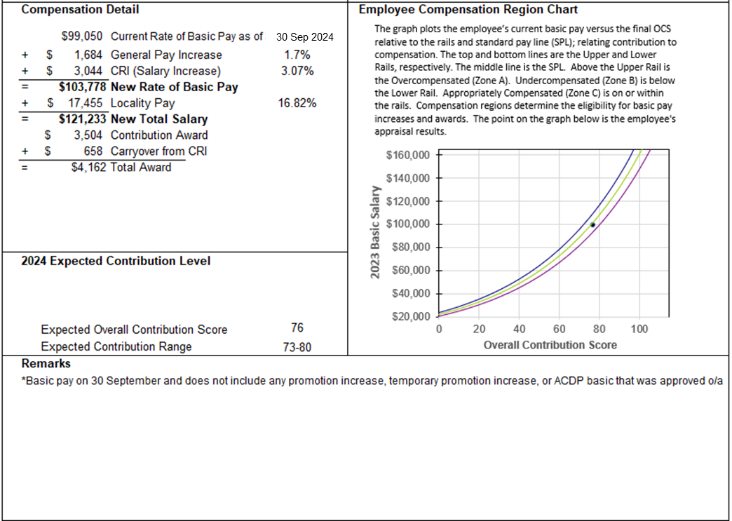 Compensation Detail
$99,050 Current Rate of Basic Pay as of 30 Sep 2024
+ $ 1,684 General Pay Increase 1.7%
+ $ 3,044 CRI (Salary Increase) 3.07%
= $103,778 New Rate of Basic Pay
+ $ 17,455 Locality Pay 16.82%
= $121,233 New Total Salary
$ 3,504 Contribution Award
+ $ 658 Carryover from CRI
= $4,162 Total Award
2024 Expected Contribution Level
Expected Overall Contribution Score 76
Expected Contribution Range 73-80
Employee Compensation Region Chart
The graph plots the employee's current basic pay versus the final OCS
relative to the rails and standard pay line (SPL); relating contribution to
compensation. The top and bottom lines are the Upper and Lower
Rails, respectively. The middle line is the SPL. Above the Upper Rail is
the Overcompensated (Zone A). Undercompensated (Zone B) is below
the Lower Rail. Appropriately Compensated (Zone C) is on or within
the rails. Compensation regions determine the eligibility for basic pay
increases and awards. The point on the graph below is the employee's
appraisal results.
2023 Basic Salary
$160,000
$140,000
$120,000
$100,000
$80,000
$60,000
$40,000
$20,000
0 20 40 60 80 100
Overall Contribution Score
Remarks
*Basic pay on 30 September and does not include any promotion increase, temporary promotion increase, or ACDP basic that was approved o/a